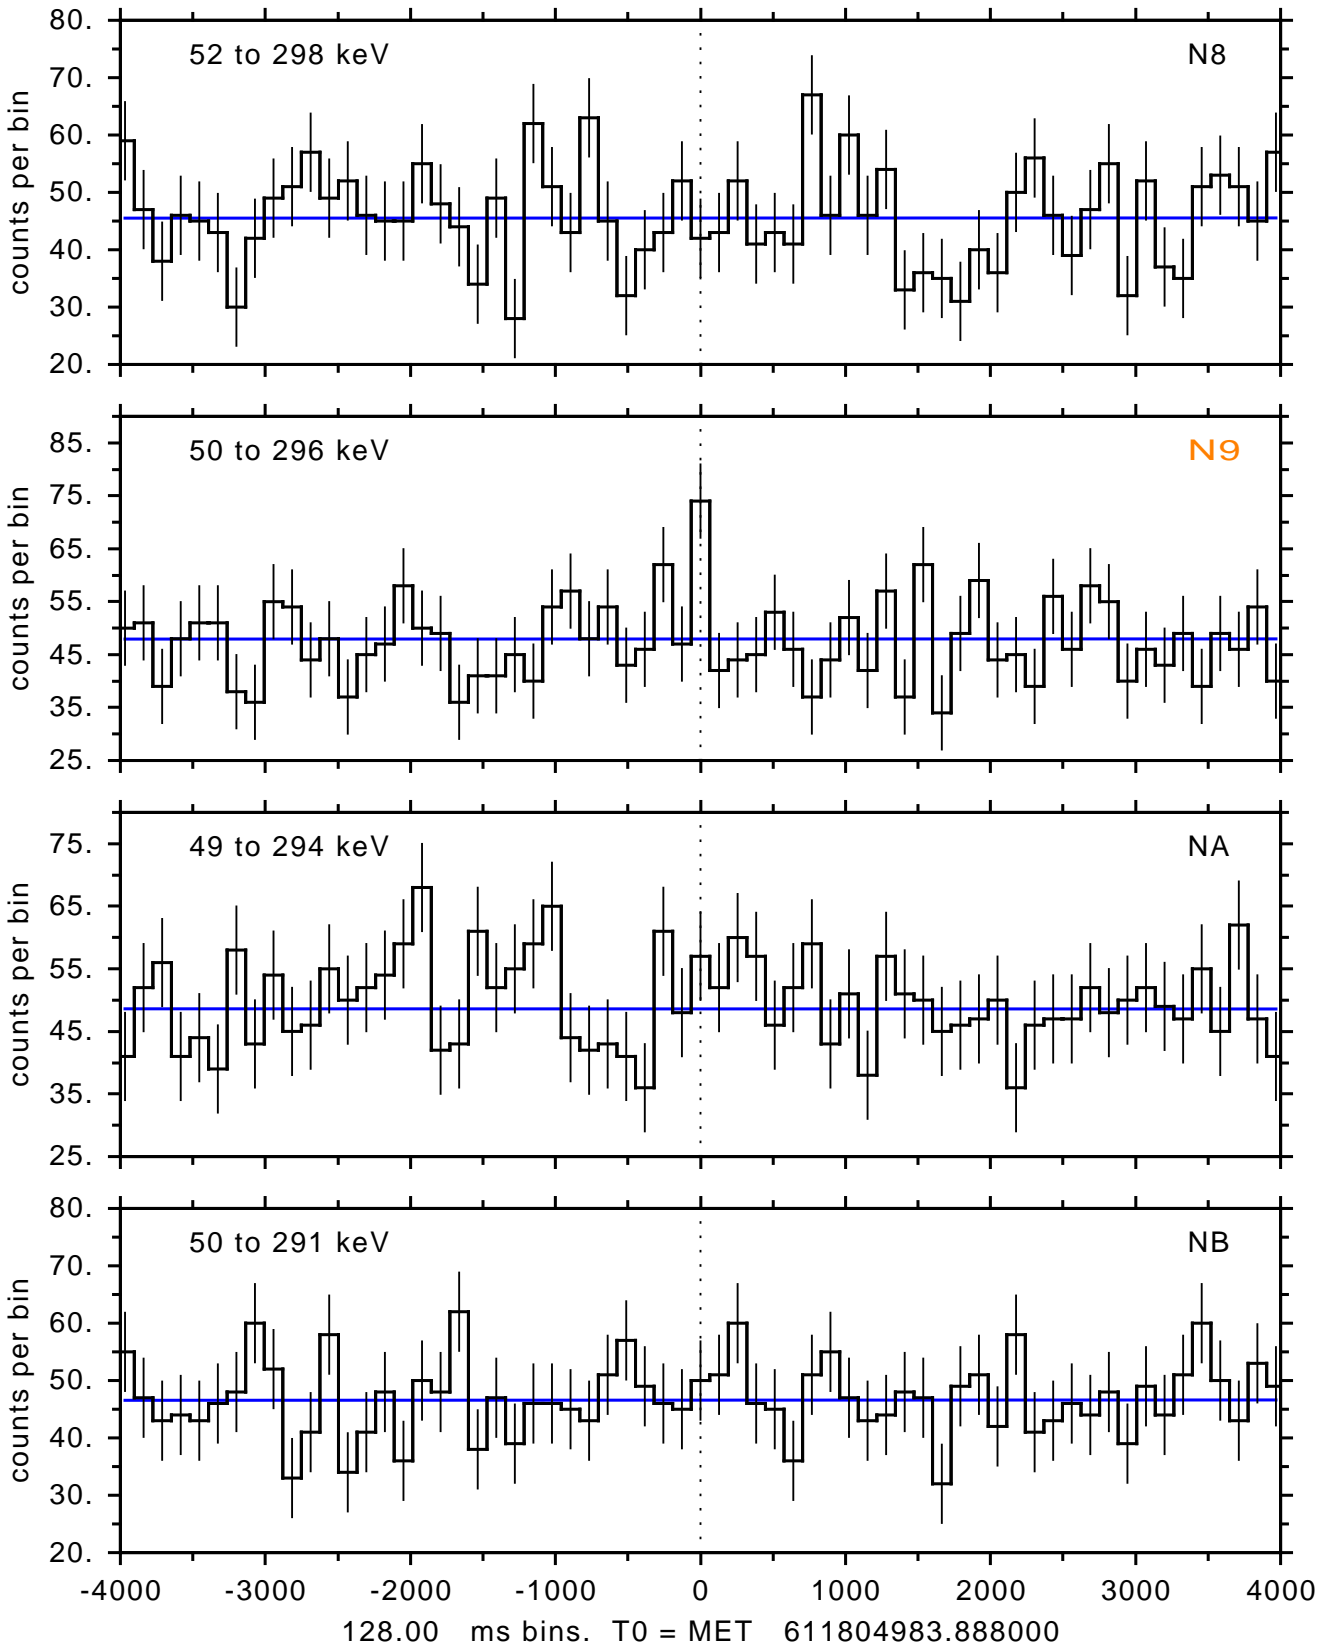 80.
52 to 298 keV
N8
70.
60.
50.
40.
30.
20.
counts per bin
85.
50 to 296 keV
N9
75.
65.
55.
45.
35.
25.
counts per bin
75.
49 to 294 keV
NA
65.
55.
45.
35.
25.
counts per bin
80.
50 to 291 keV
NB
70.
60.
50.
40.
30.
20.
counts per bin
-4000 -3000 -2000 -1000 0 1000 2000 3000 4000
128.00 ms bins. T0 = MET 611804983.888000